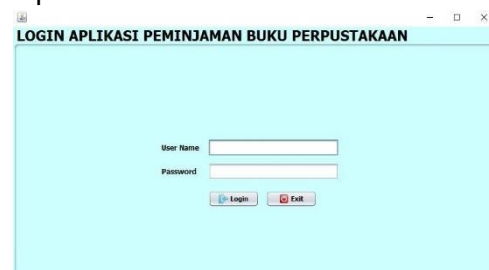 LOGIN APLIKASI PEMINJAMAN BUKU PERPUSTAKAAN
User Name
Password
Login Exit